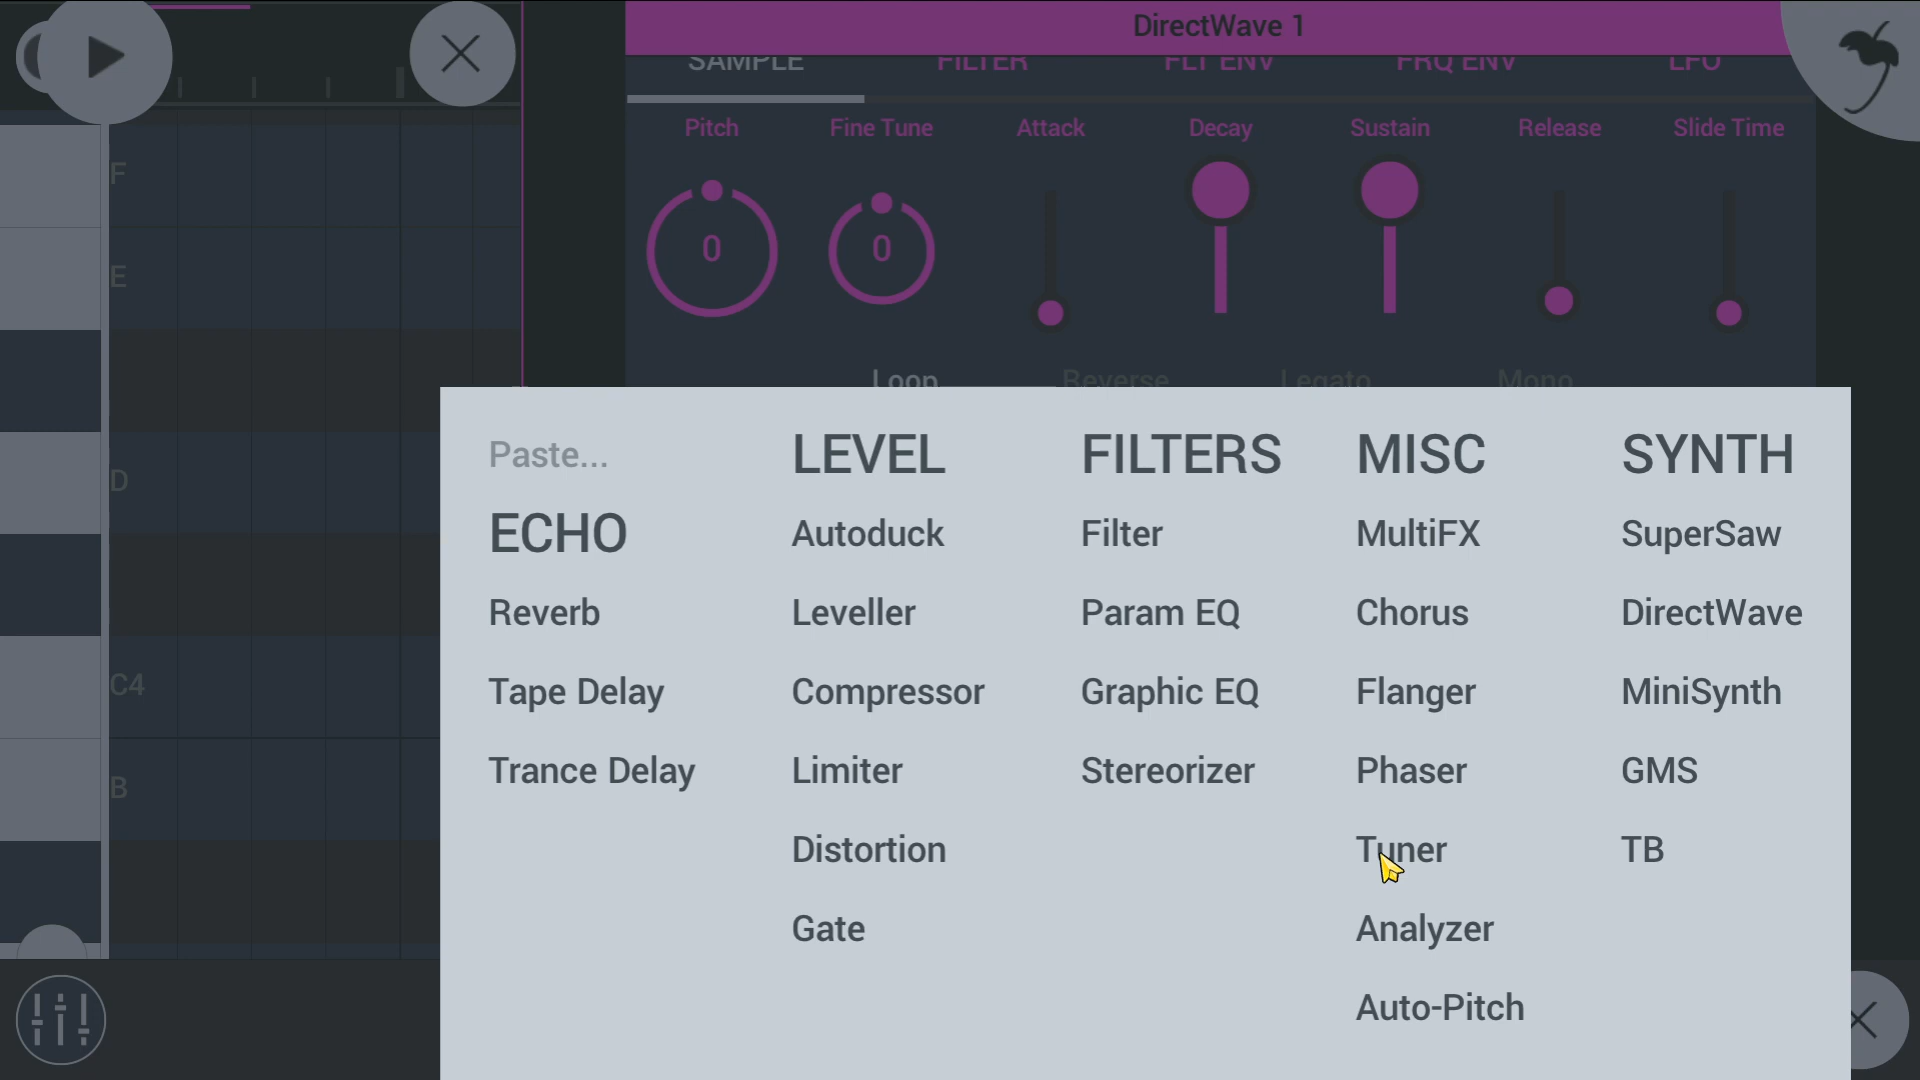 DirectWave 1
SAMPLE FILTER FLT ENV FRQ ENV LFO
Pitch Fine Tune Attack Decay Sustain Release Slide Time
0 0
Loop Reverse Legato Mono
F
E
D
C4
B
Paste...
ECHO
Reverb
Tape Delay
Trance Delay
LEVEL
Autoduck
Leveller
Compressor
Limiter
Distortion
Gate
FILTERS
Filter
Param EQ
Graphic EQ
Stereorizer
MISC
MultiFX
Chorus
Flanger
Phaser
Tuner
Analyzer
Auto-Pitch
SYNTH
SuperSaw
DirectWave
MiniSynth
GMS
TB